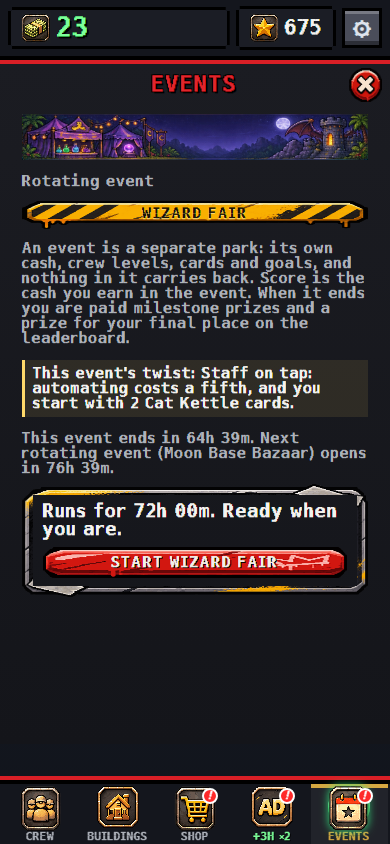 23
675
EVENTS
Rotating event
WIZARD FAIR
An event is a separate park: its own
cash, crew levels, cards and goals, and
nothing in it carries back. Score is the
cash you earn in the event. When it ends
you are paid milestone prizes and a
prize for your final place on the
leaderboard.
This event's twist: Staff on tap:
automating costs a fifth, and you
start with 2 Cat Kettle cards.
This event ends in 64h 39m. Next
rotating event (Moon Base Bazaar) opens
in 76h 39m.
Runs for 72h 00m. Ready when
you are.
START WIZARD FAIR
! AD! !
CREW BUILDINGS SHOP +3H ×2 EVENTS